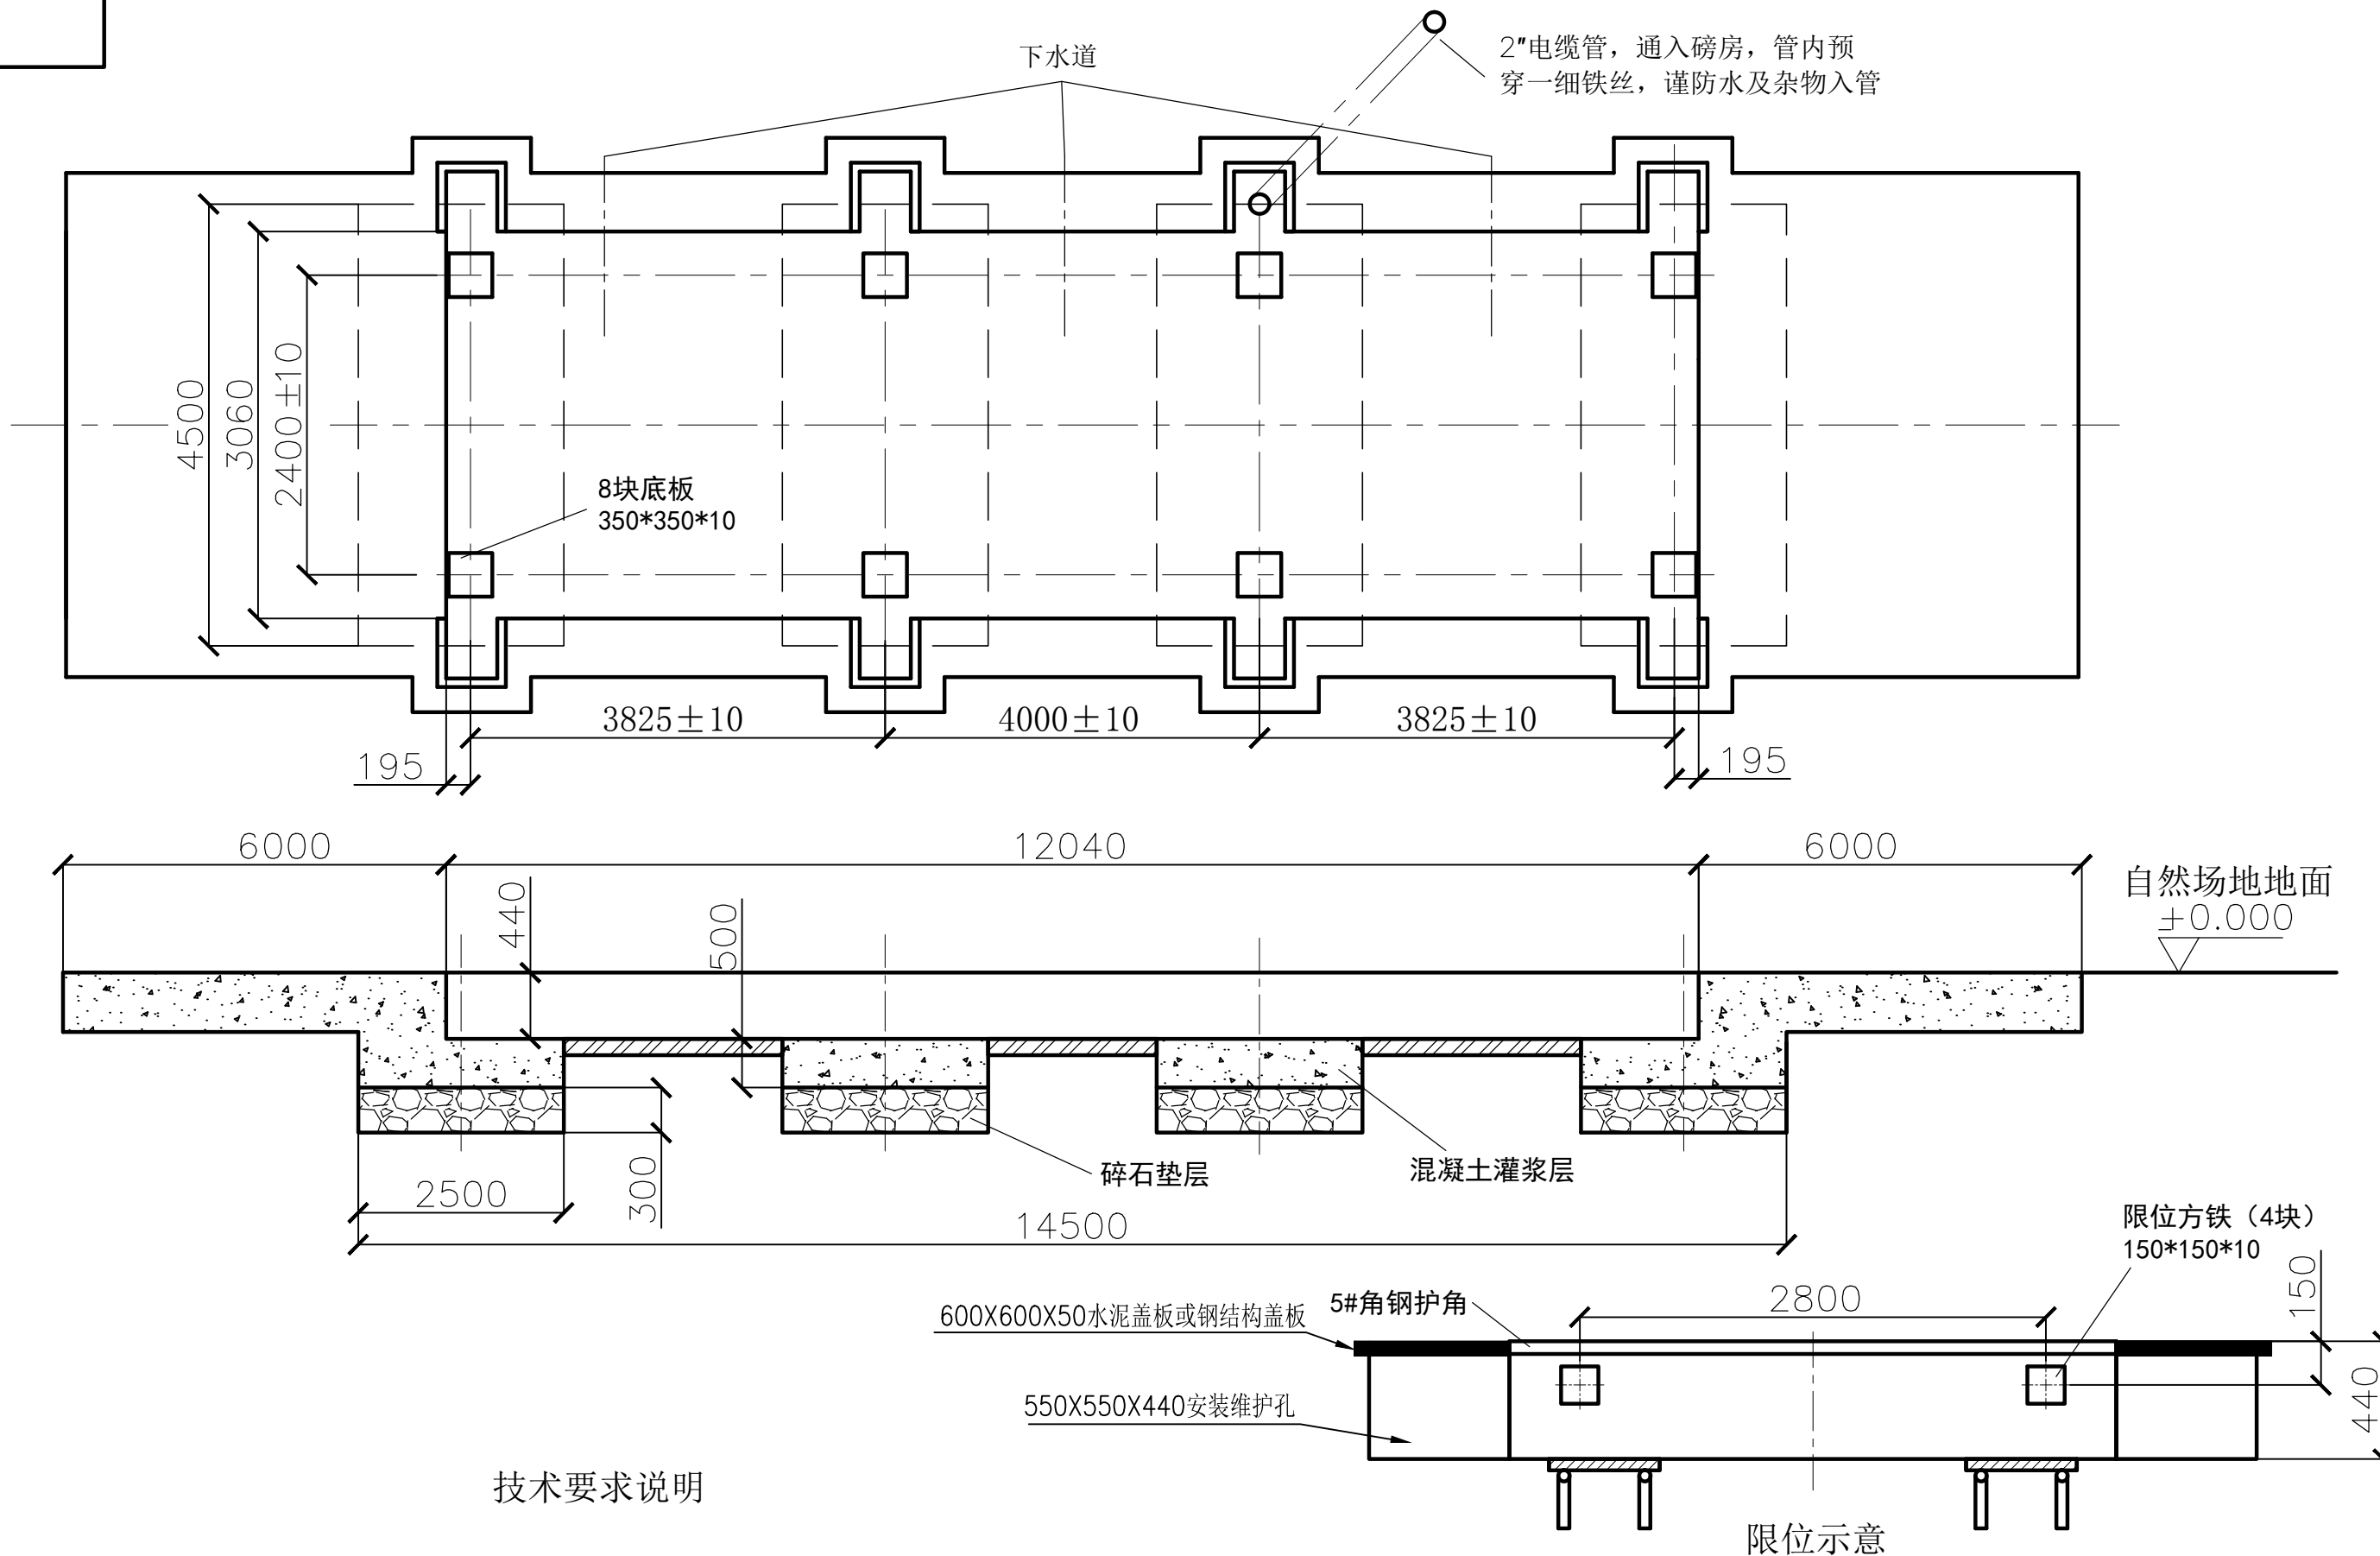 下水道
2"电缆管，通入磅房，管内预
穿一细铁丝，谨防水及杂物入管
4500
3060
2400±10
8块底板
350*350*10
3825±10
4000±10
3825±10
195
195
6000
12040
6000
440
500
自然场地地面
±0.000
2500
300
碎石垫层
混凝土灌浆层
14500
限位方铁（4块）
150*150*10
600X600X50水泥盖板或钢结构盖板
5#角钢护角
2800
150
440
550X550X440安装维护孔
技术要求说明
限位示意